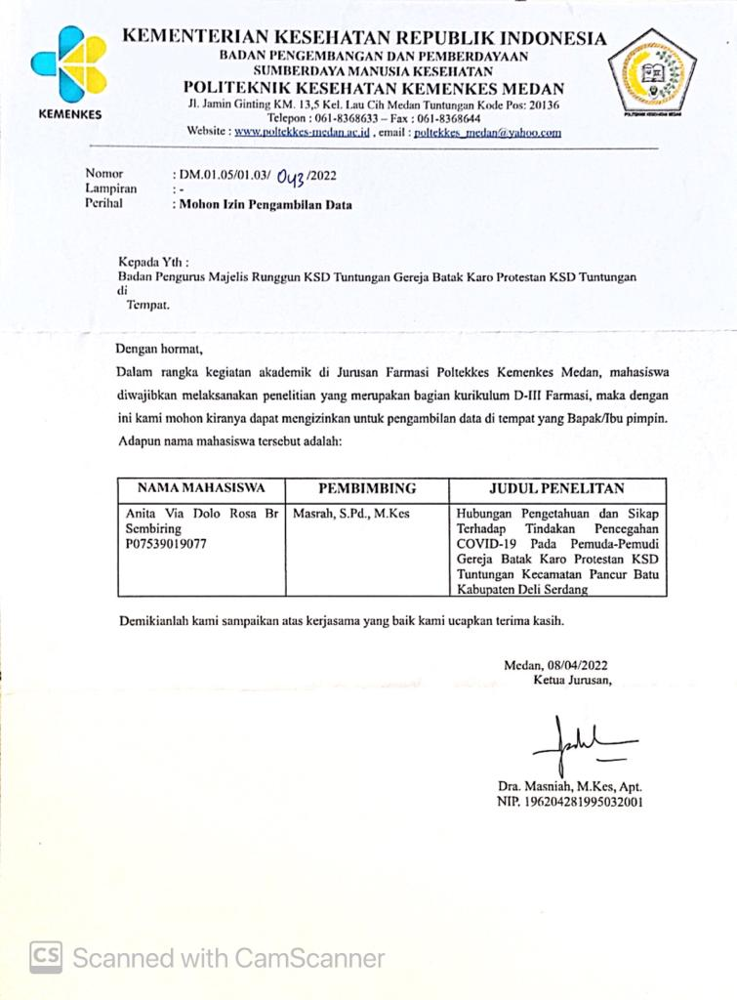 KEMENTERIAN KESEHATAN REPUBLIK INDONESIA
BADAN PENGEMBANGAN DAN PEMBERDAYAAN
SUMBERDAYA MANUSIA KESEHATAN
POLITEKNIK KESEHATAN KEMENKES MEDAN
Jl. Jamin Ginting KM. 13,5 Kel. Lau Cih Medan Tuntungan Kode Pos: 20136
Telepon : 061-8368633 – Fax : 061-8368644
Website : www.poltekkes-medan.ac.id , email : poltekkes_medan@yahoo.com
KEMENKES
POLITEKNIK KESEHATAN MEDAN
Nomor : DM.01.05/01.03/ 043 /2022
Lampiran : -
Perihal : Mohon Izin Pengambilan Data
Kepada Yth :
Badan Pengurus Majelis Runggun KSD Tuntungan Gereja Batak Karo Protestan KSD Tuntungan
di
Tempat.
Dengan hormat,
Dalam rangka kegiatan akademik di Jurusan Farmasi Poltekkes Kemenkes Medan, mahasiswa
diwajibkan melaksanakan penelitian yang merupakan bagian kurikulum D-III Farmasi, maka dengan
ini kami mohon kiranya dapat mengizinkan untuk pengambilan data di tempat yang Bapak/Ibu pimpin.
Adapun nama mahasiswa tersebut adalah:
NAMA MAHASISWA PEMBIMBING JUDUL PENELITAN
Anita Via Dolo Rosa Br Masrah, S.Pd., M.Kes Hubungan Pengetahuan dan Sikap
Sembiring Terhadap Tindakan Pencegahan
P07539019077 COVID-19 Pada Pemuda-Pemudi
Gereja Batak Karo Protestan KSD
Tuntungan Kecamatan Pancur Batu
Kabupaten Deli Serdang
Demikianlah kami sampaikan atas kerjasama yang baik kami ucapkan terima kasih.
Medan, 08/04/2022
Ketua Jurusan,
Dra. Masniah, M.Kes, Apt.
NIP. 196204281995032001
CS Scanned with CamScanner